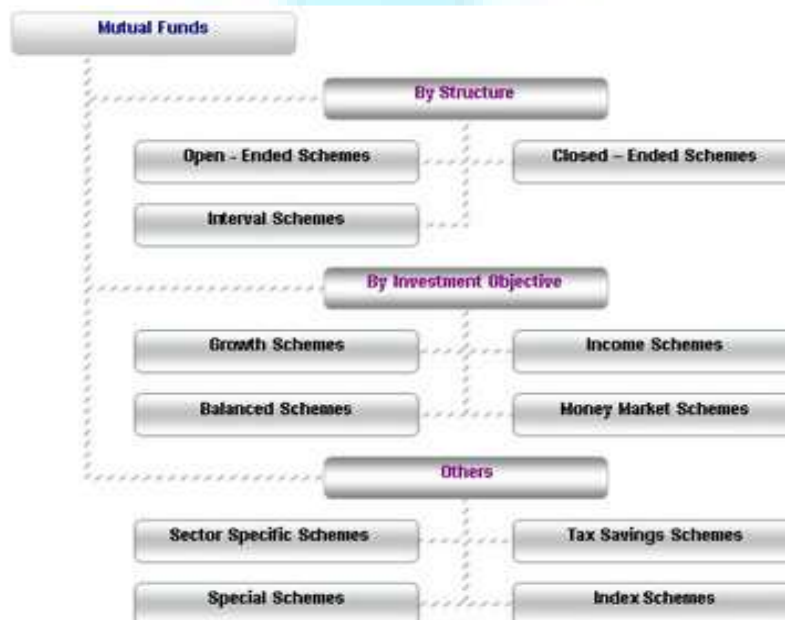 Mutual Funds
By Structure
Open - Ended Schemes
Closed – Ended Schemes
Interval Schemes
By Investment Objective
Growth Schemes
Income Schemes
Balanced Schemes
Money Market Schemes
Others
Sector Specific Schemes
Tax Savings Schemes
Special Schemes
Index Schemes